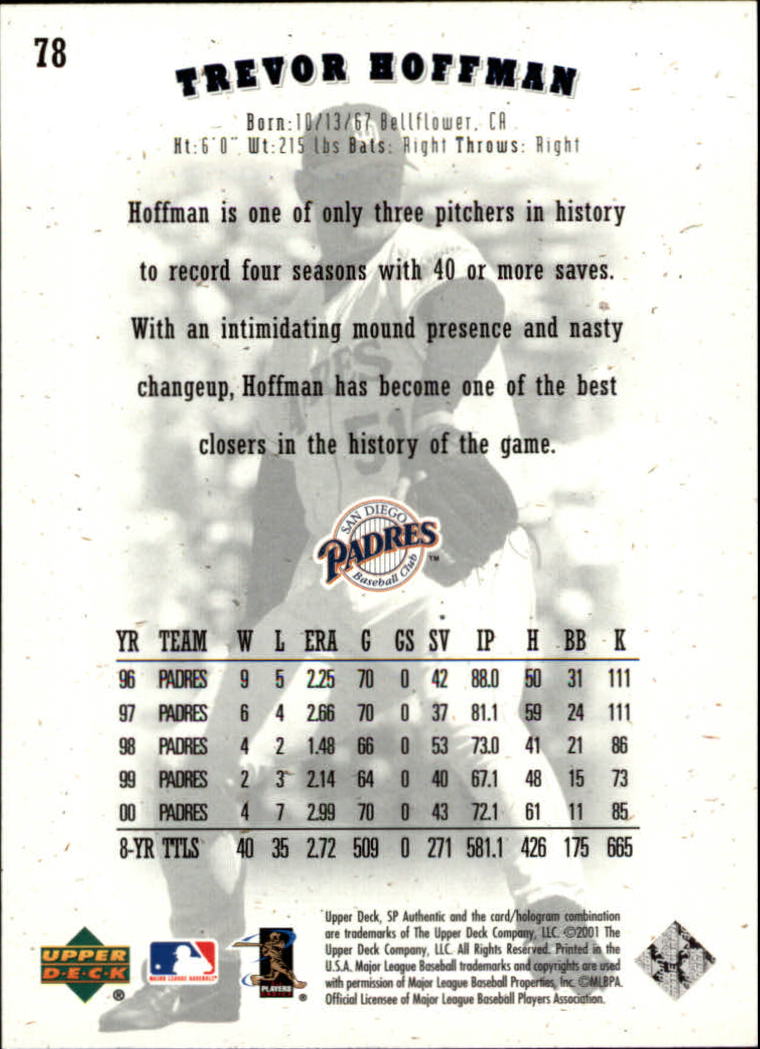 78
TREVOR HOFFMAN
Born:10/13/67 Bellflower, CA
Ht:6'0" Wt:215 lbs Bats: Right Throws: Right
Hoffman is one of only three pitchers in history
to record four seasons with 40 or more saves.
With an intimidating mound presence and nasty
changeup, Hoffman has become one of the best
closers in the history of the game.
SAN DIEGO
PADRES™
Baseball Club
YR TEAM W L ERA G GS SV IP H BB K
96 PADRES 9 5 2.25 70 0 42 88.0 50 31 111
97 PADRES 6 4 2.66 70 0 37 81.1 59 24 111
98 PADRES 4 2 1.48 66 0 53 73.0 41 21 86
99 PADRES 2 3 2.14 64 0 40 67.1 48 15 73
00 PADRES 4 7 2.99 70 0 43 72.1 61 11 85
8-YR TTLS 40 35 2.72 509 0 271 581.1 426 175 665
Upper Deck, SP Authentic and the card/hologram combination
are trademarks of The Upper Deck Company, LLC. ©2001 The
Upper Deck Company, LLC. All Rights Reserved. Printed in the
U.S.A. Major League Baseball trademarks and copyrights are used
with permission of Major League Baseball Properties, Inc. ©MLBPA
Official Licensee of Major League Baseball Players Association.
UPPER
D·E·C·K
®
MAJOR LEAGUE BASEBALL
PLAYERS
CHOICE
®